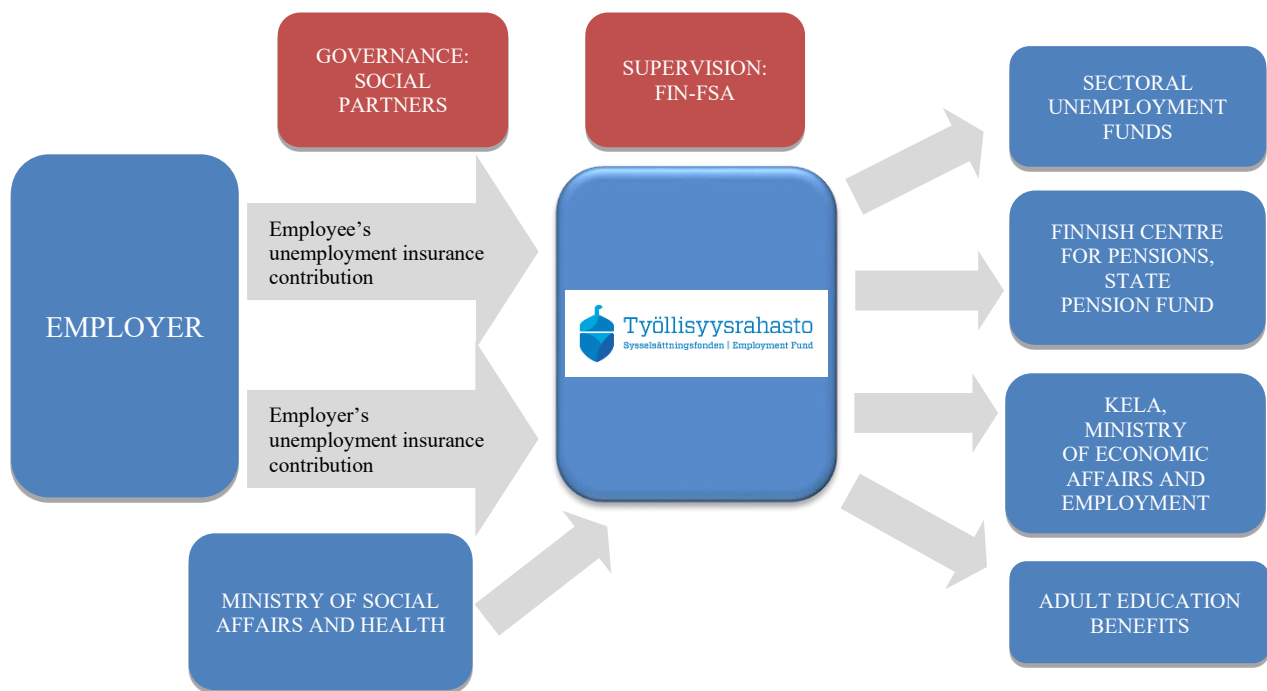 GOVERNANCE:
SOCIAL
PARTNERS
SUPERVISION:
FIN-FSA
SECTORAL
UNEMPLOYMENT
FUNDS
EMPLOYER
Employee’s
unemployment insurance
contribution
Employer’s
unemployment insurance
contribution
Työllisyysrahasto
Sysselsättningsfonden | Employment Fund
FINNISH CENTRE
FOR PENSIONS,
STATE
PENSION FUND
KELA,
MINISTRY
OF ECONOMIC
AFFAIRS AND
EMPLOYMENT
MINISTRY OF SOCIAL
AFFAIRS AND HEALTH
ADULT EDUCATION
BENEFITS